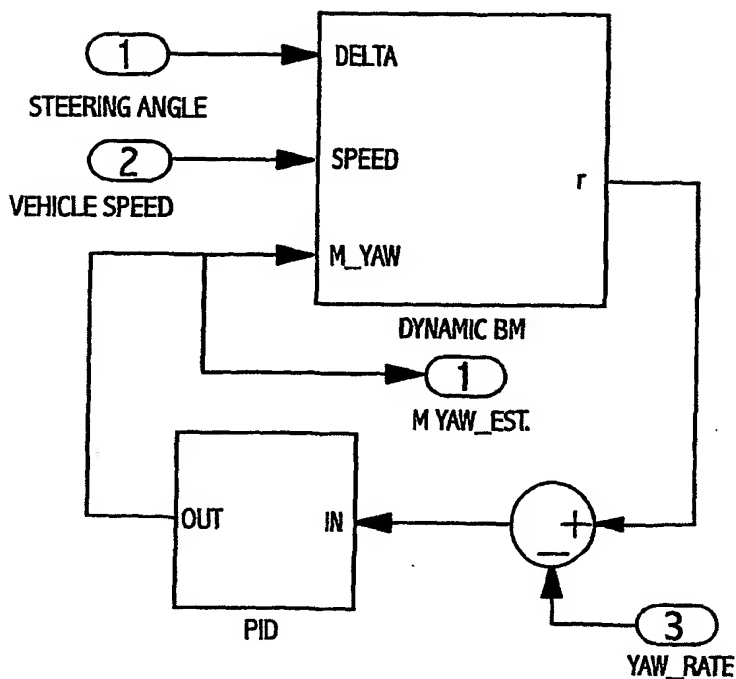 1
STEERING ANGLE
DELTA
2
VEHICLE SPEED
SPEED
r
M_YAW
DYNAMIC BM
1
M YAW_EST.
OUT
IN
PID
+
−
3
YAW_RATE